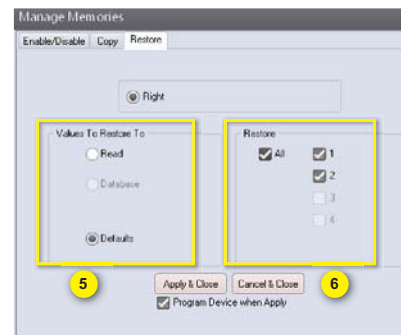 Manage Memories
Enable/Disable Copy Restore
Right
Values To Restore To
Read
Database
Defaults
Restore
All 1
2
3
4
5 Apply & Close Cancel & Close 6
Program Device when Apply